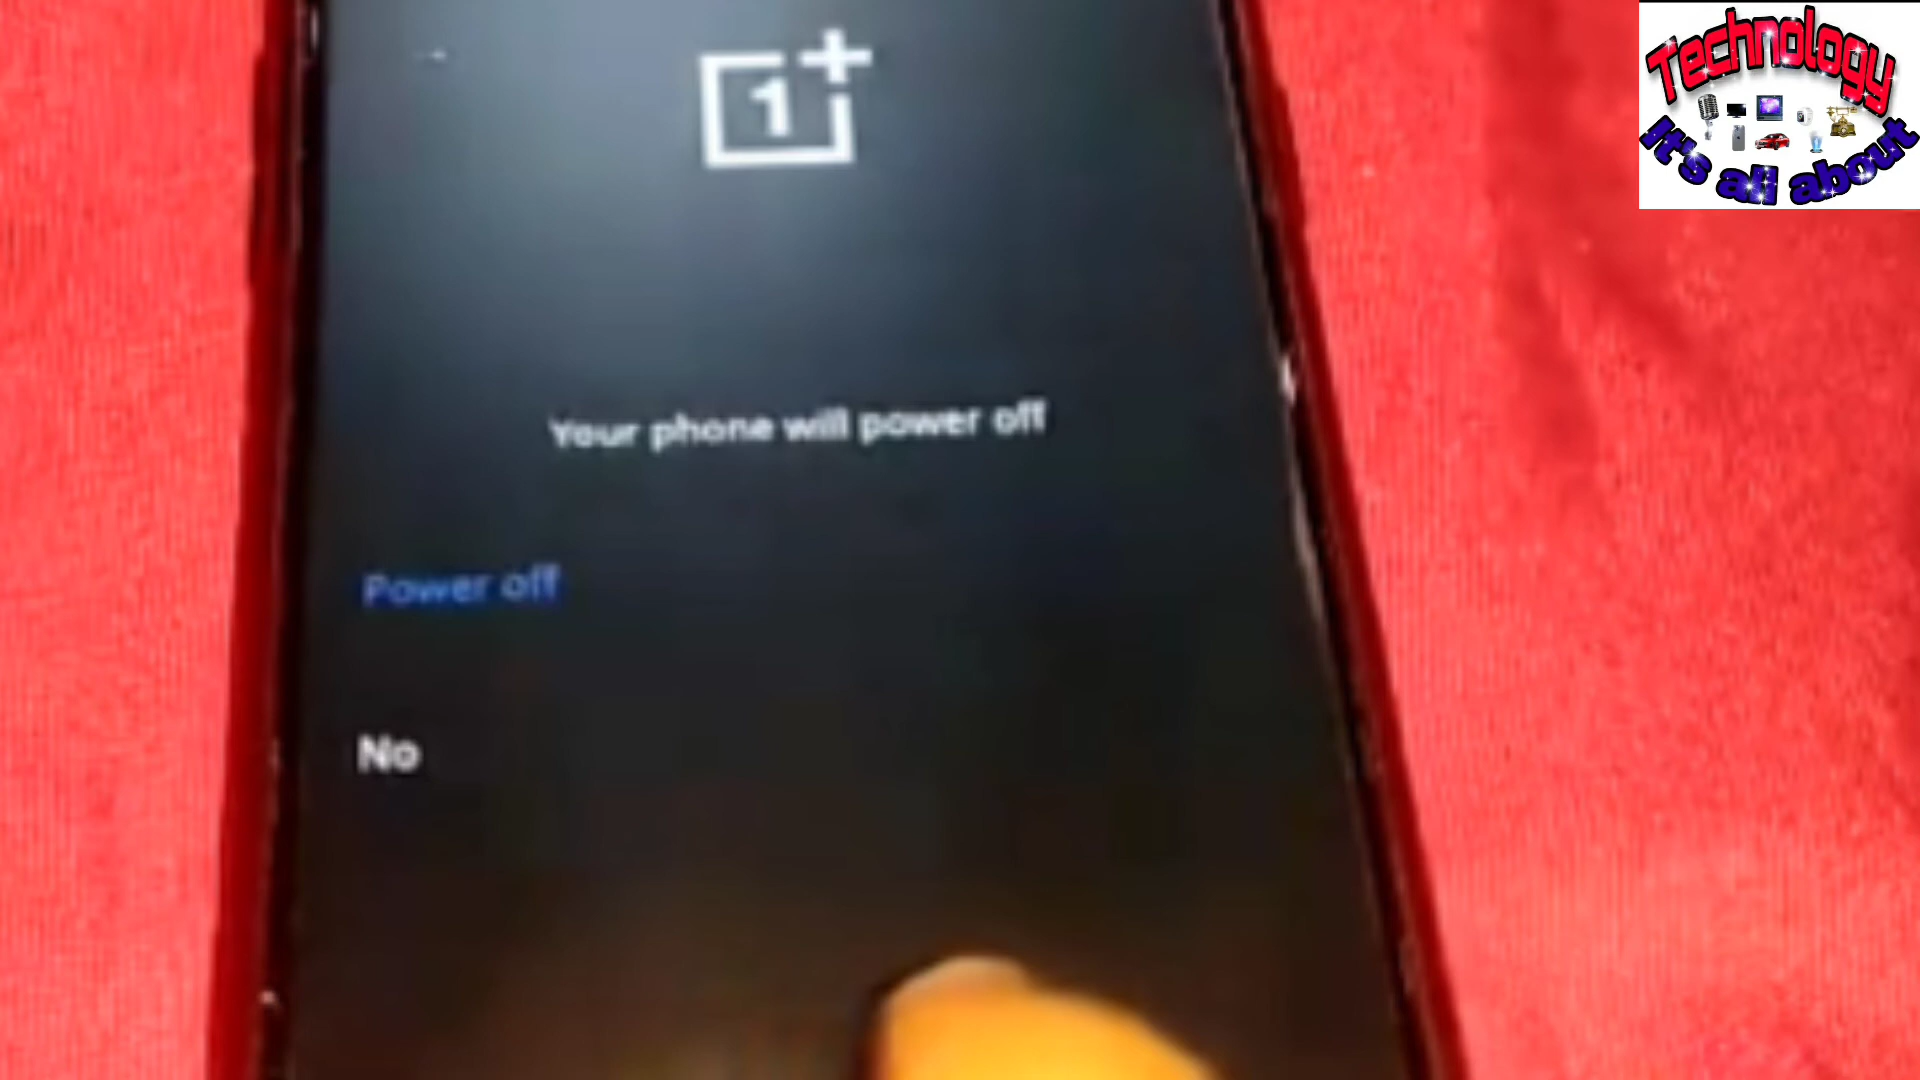 1+
Your phone will power off
Power off
No
Technology
It's all about